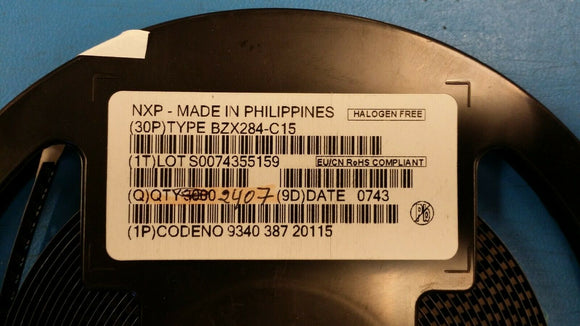 NXP - MADE IN PHILIPPINES HALOGEN FREE
(30P)TYPE BZX284-C15
(1T)LOT S0074355159 EU/CN RoHS COMPLIANT
(Q)QTY 3000 2407 (9D)DATE 0743
(1P)CODENO 9340 387 20115